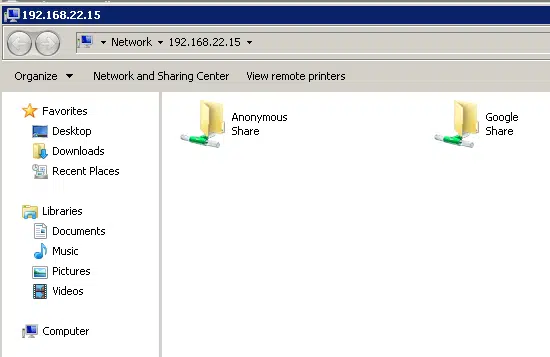 192.168.22.15
Network 192.168.22.15
Organize Network and Sharing Center View remote printers
Favorites
Desktop
Downloads
Recent Places
Libraries
Documents
Music
Pictures
Videos
Computer
Anonymous
Share
Google
Share